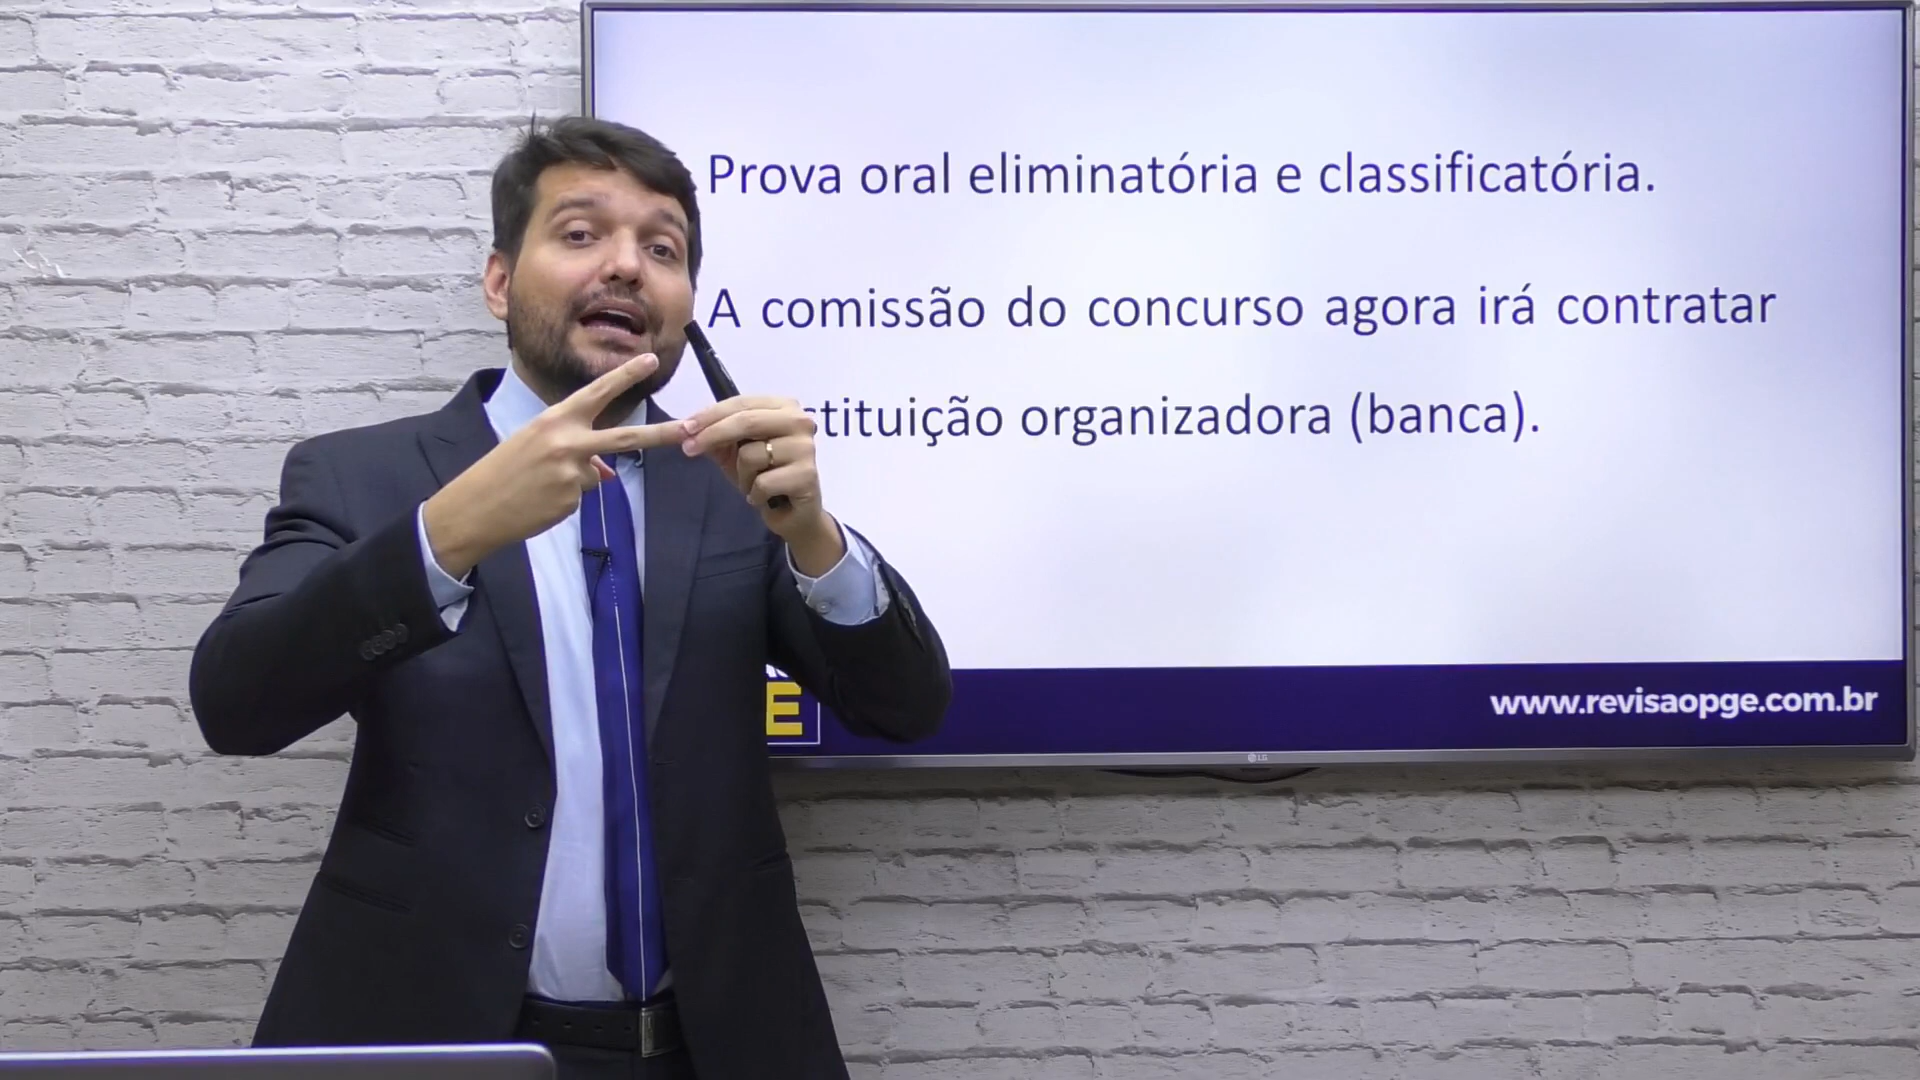 Prova oral eliminatória e classificatória.
A comissão do concurso agora irá contratar
stituição organizadora (banca).
E
www.revisaopge.com.br
LG